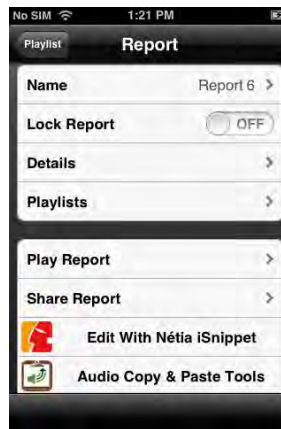 No SIM 1:21 PM
Playlist Report
Name Report 6
Lock Report OFF
Details
Playlists
Play Report
Share Report
Edit With Nétia iSnippet
Audio Copy & Paste Tools